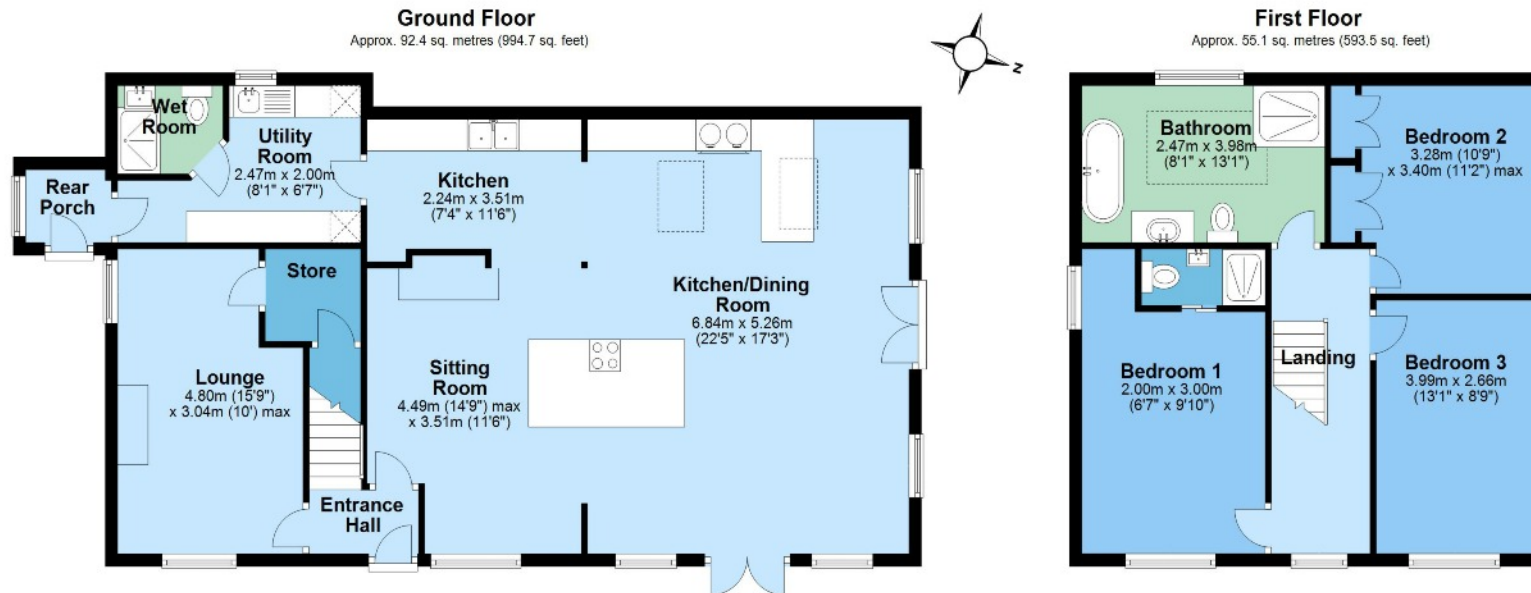 Ground Floor
Approx. 92.4 sq. metres (994.7 sq. feet)
N
Wet
Room
Utility
Room
2.47m x 2.00m
(8'1" x 6'7")
Rear
Porch
Kitchen
2.24m x 3.51m
(7'4" x 11'6")
Store
Kitchen/Dining
Room
6.84m x 5.26m
(22'5" x 17'3")
Lounge
4.80m (15'9")
x 3.04m (10') max
Sitting
Room
4.49m (14'9") max
x 3.51m (11'6")
Entrance
Hall
First Floor
Approx. 55.1 sq. metres (593.5 sq. feet)
Bathroom
2.47m x 3.98m
(8'1" x 13'1")
Bedroom 2
3.28m (10'9")
x 3.40m (11'2") max
Bedroom 1
2.00m x 3.00m
(6'7" x 9'10")
Landing
Bedroom 3
3.99m x 2.66m
(13'1" x 8'9")